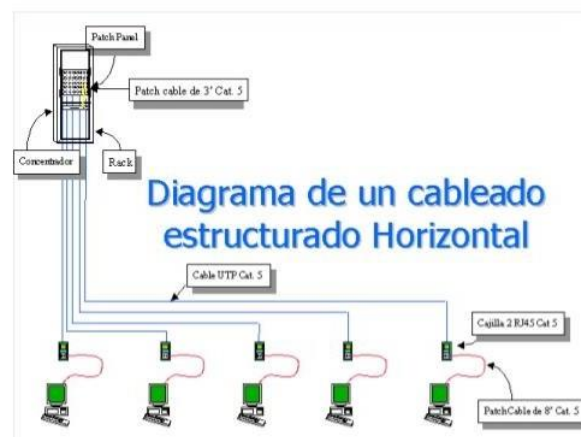 Patch Panel
Patch cable de 3' Cat. 5
Concentrador
Rack
Diagrama de un cableado
estructurado Horizontal
Cable UTP Cat. 5
Cajilla 2 RJ45 Cat 5
PatchCable de 8' Cat. 5